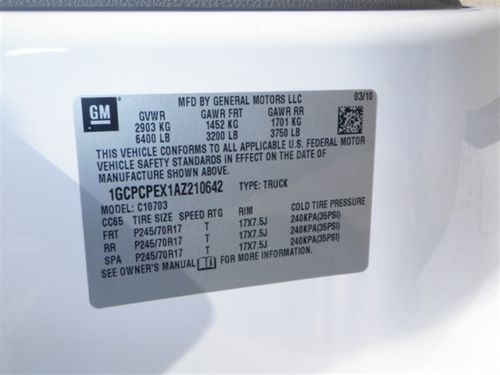 GM
MFD BY GENERAL MOTORS LLC 03/10
GVWR GAWR FRT GAWR RR
2903 KG 1452 KG 1701 KG
6400 LB 3200 LB 3750 LB
THIS VEHICLE CONFORMS TO ALL APPLICABLE U.S. FEDERAL MOTOR
VEHICLE SAFETY STANDARDS IN EFFECT ON THE DATE OF
MANUFACTURE SHOWN ABOVE.
1GCPCPEX1AZ210642 TYPE: TRUCK
MODEL: C10703
CC65 TIRE SIZE SPEED RTG RIM COLD TIRE PRESSURE
FRT P245/70R17 T 17X7.5J 240KPA(35PSI)
RR P245/70R17 T 17X7.5J 240KPA(35PSI)
SPA P245/70R17 T 17X7.5J 240KPA(35PSI)
SEE OWNER'S MANUAL FOR MORE INFORMATION.